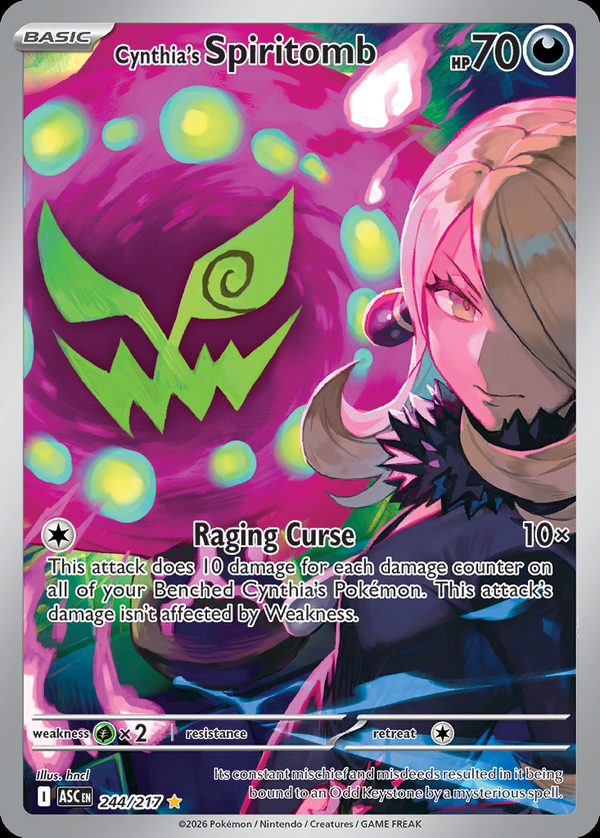 BASIC
Cynthia's Spiritomb
HP 70
Raging Curse 10×
This attack does 10 damage for each damage counter on
all of your Benched Cynthia's Pokémon. This attack's
damage isn't affected by Weakness.
weakness ×2 resistance retreat
Illus. hncl
I ASC EN 244/217
Its constant mischief and misdeeds resulted in it being
bound to an Odd Keystone by a mysterious spell.
©2026 Pokémon / Nintendo / Creatures / GAME FREAK